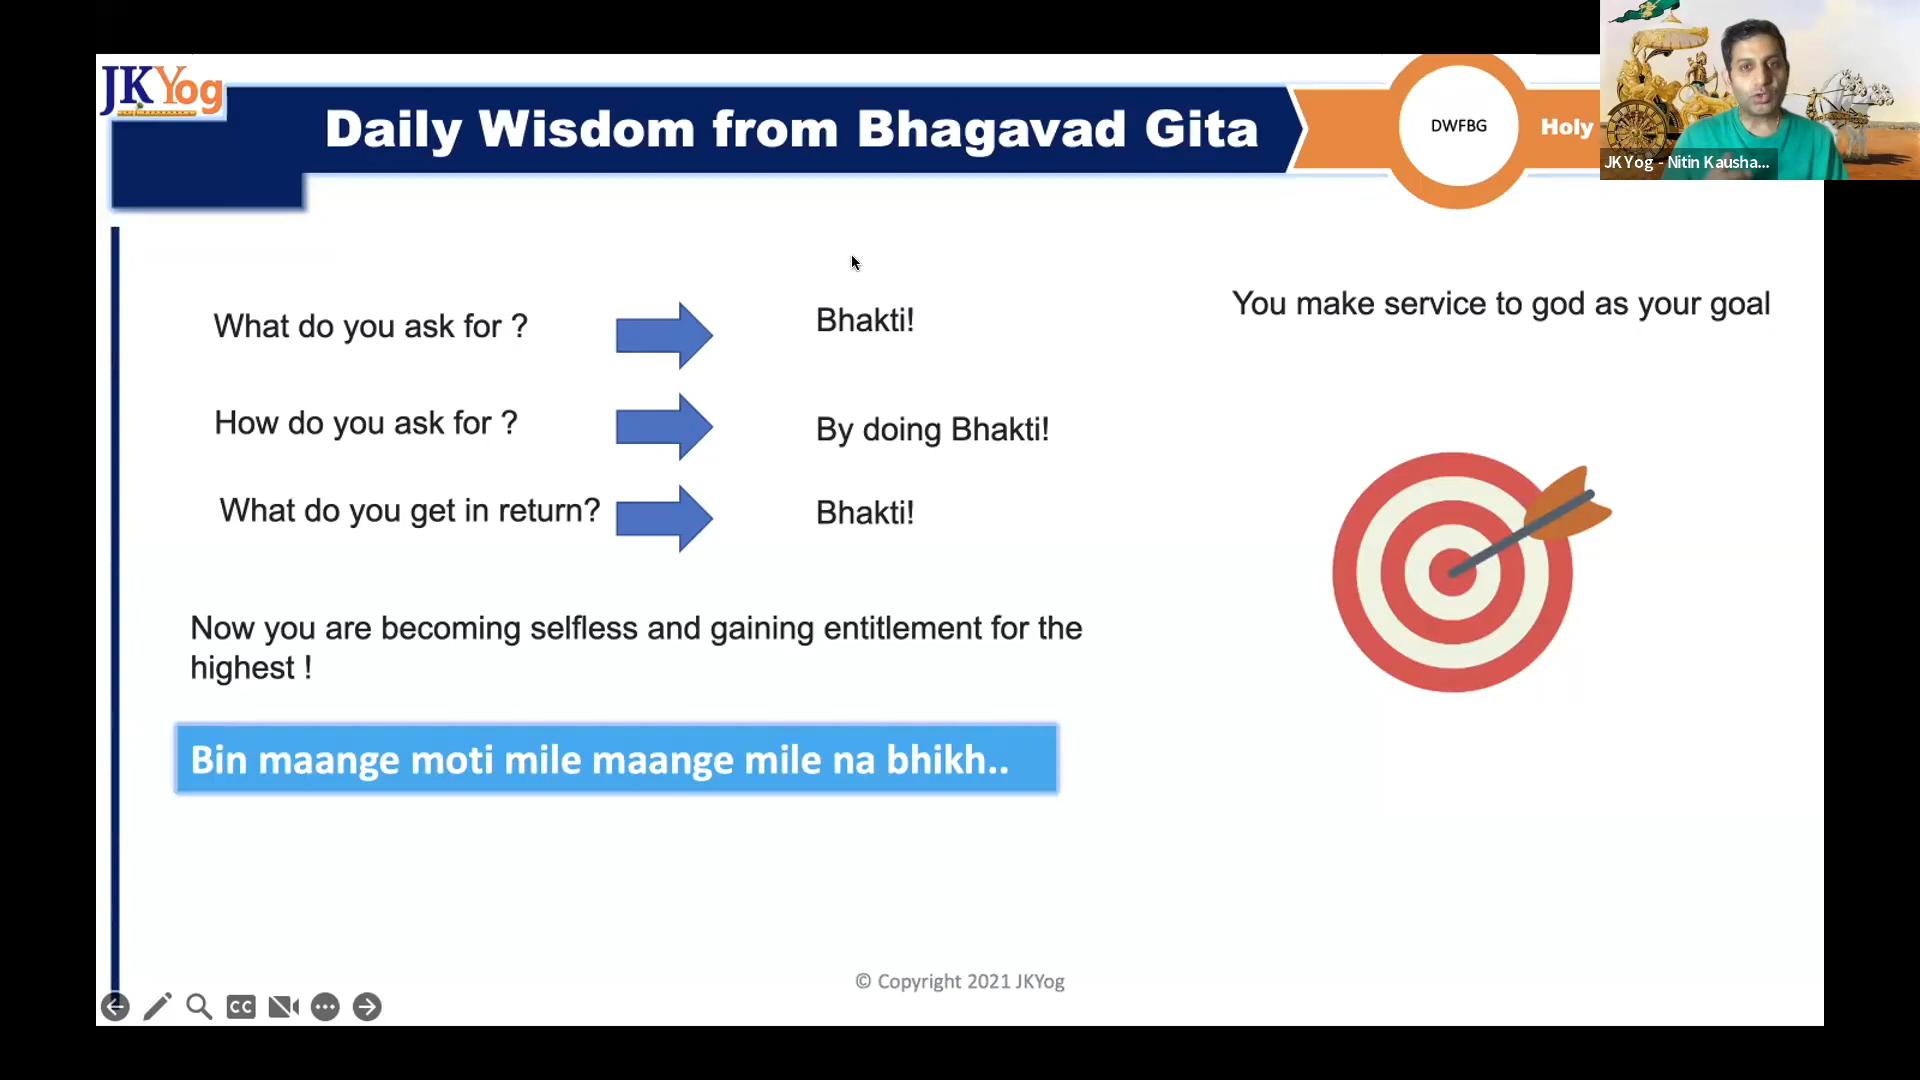 JKYog
Daily Wisdom from Bhagavad Gita
DWFBG
Holy
JKYog - Nitin Kausha...
What do you ask for ?
Bhakti!
You make service to god as your goal
How do you ask for ?
By doing Bhakti!
What do you get in return?
Bhakti!
Now you are becoming selfless and gaining entitlement for the
highest !
Bin maange moti mile maange mile na bhikh..
© Copyright 2021 JKYog
CC